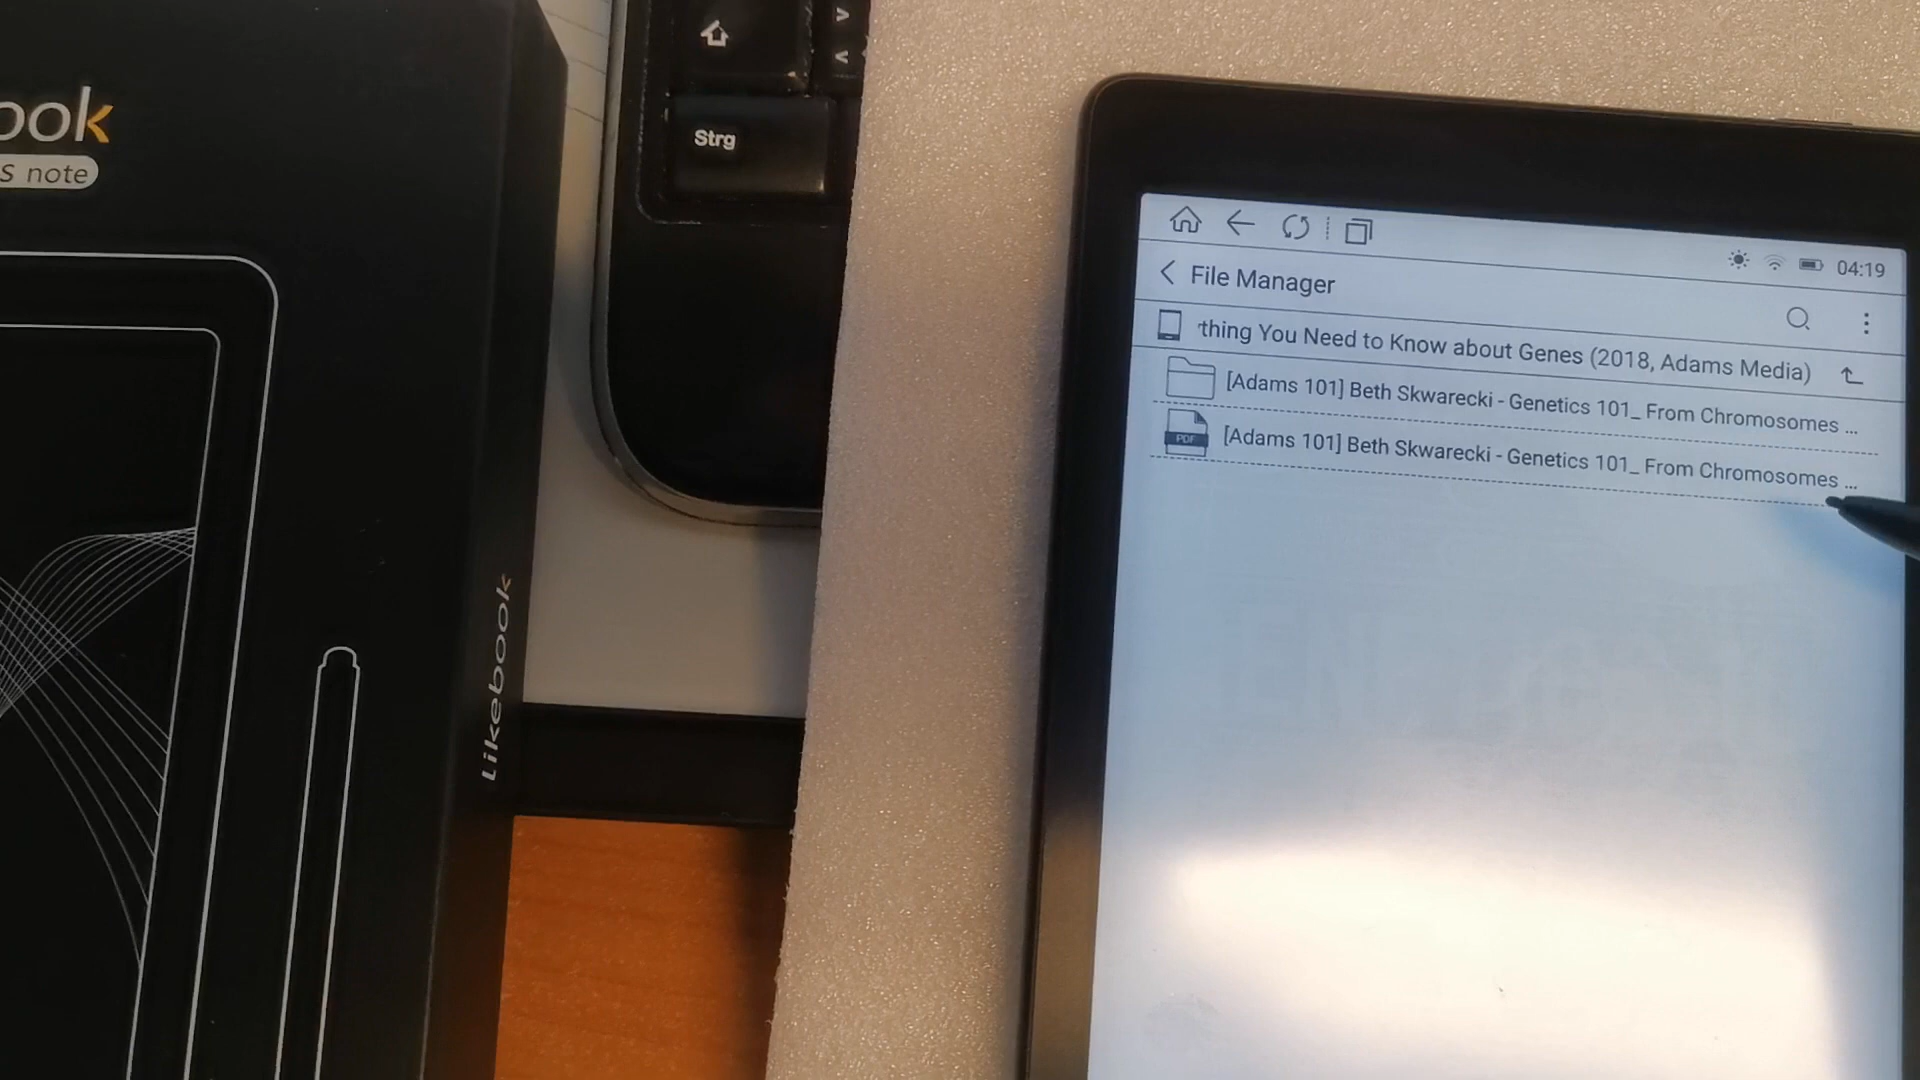 ook
s note
Strg
Likebook
04:19
File Manager
thing You Need to Know about Genes (2018, Adams Media)
[Adams 101] Beth Skwarecki - Genetics 101_ From Chromosomes ...
PDF
[Adams 101] Beth Skwarecki - Genetics 101_ From Chromosomes ...